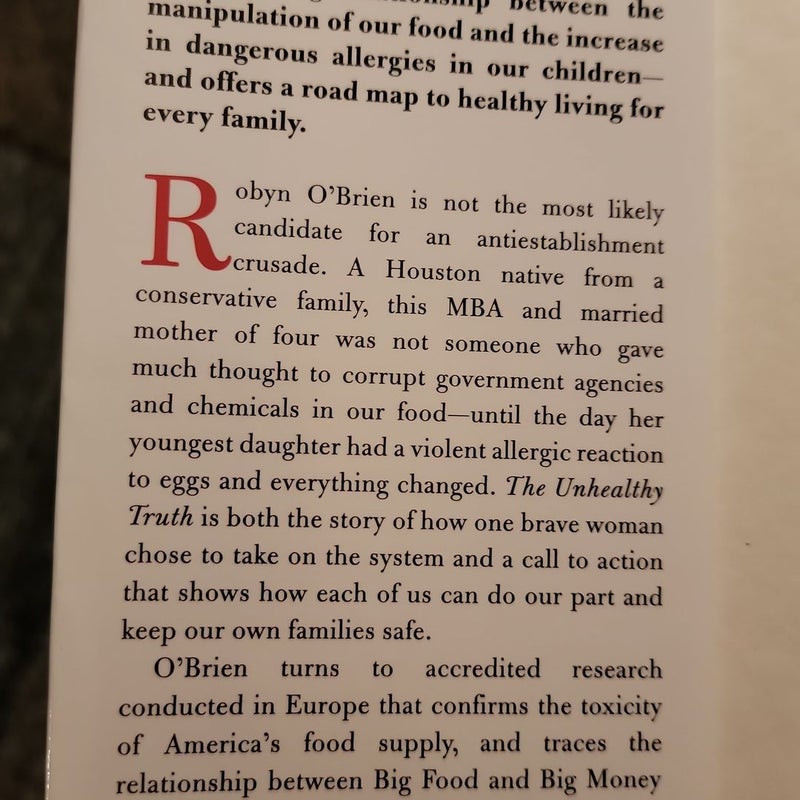 between the
manipulation of our food and the increase
in dangerous allergies in our children—
and offers a road map to healthy living for
every family.
Robyn O'Brien is not the most likely
candidate for an antiestablishment
crusade. A Houston native from a
conservative family, this MBA and married
mother of four was not someone who gave
much thought to corrupt government agencies
and chemicals in our food—until the day her
youngest daughter had a violent allergic reaction
to eggs and everything changed. The Unhealthy
Truth is both the story of how one brave woman
chose to take on the system and a call to action
that shows how each of us can do our part and
keep our own families safe.
O'Brien turns to accredited research
conducted in Europe that confirms the toxicity
of America's food supply, and traces the
relationship between Big Food and Big Money